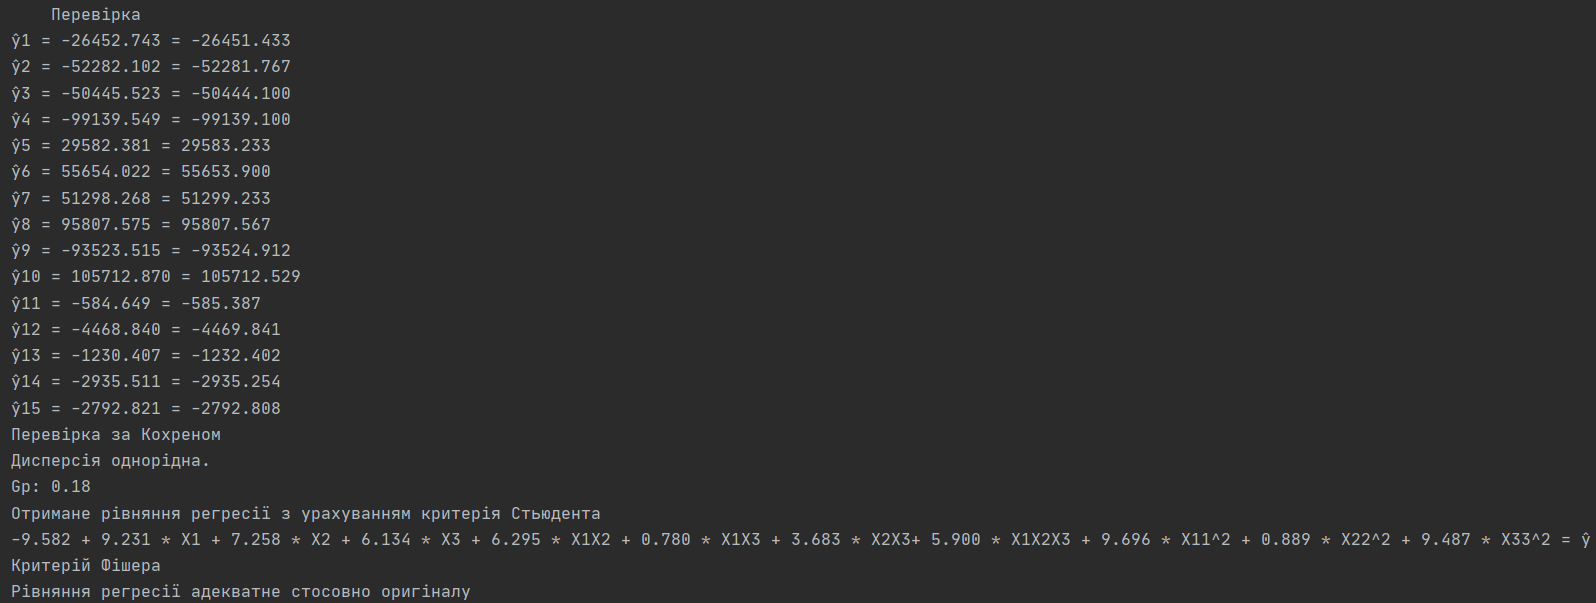 Перевірка
ŷ1 = -26452.743 = -26451.433
ŷ2 = -52282.102 = -52281.767
ŷ3 = -50445.523 = -50444.100
ŷ4 = -99139.549 = -99139.100
ŷ5 = 29582.381 = 29583.233
ŷ6 = 55654.022 = 55653.900
ŷ7 = 51298.268 = 51299.233
ŷ8 = 95807.575 = 95807.567
ŷ9 = -93523.515 = -93524.912
ŷ10 = 105712.870 = 105712.529
ŷ11 = -584.649 = -585.387
ŷ12 = -4468.840 = -4469.841
ŷ13 = -1230.407 = -1232.402
ŷ14 = -2935.511 = -2935.254
ŷ15 = -2792.821 = -2792.808
Перевірка за Кохреном
Дисперсія однорідна.
Gp: 0.18
Отримане рівняння регресії з урахуванням критерія Стьюдента
-9.582 + 9.231 * X1 + 7.258 * X2 + 6.134 * X3 + 6.295 * X1X2 + 0.780 * X1X3 + 3.683 * X2X3+ 5.900 * X1X2X3 + 9.696 * X11^2 + 0.889 * X22^2 + 9.487 * X33^2 = ŷ
Критерій Фішера
Рівняння регресії адекватне стосовно оригіналу